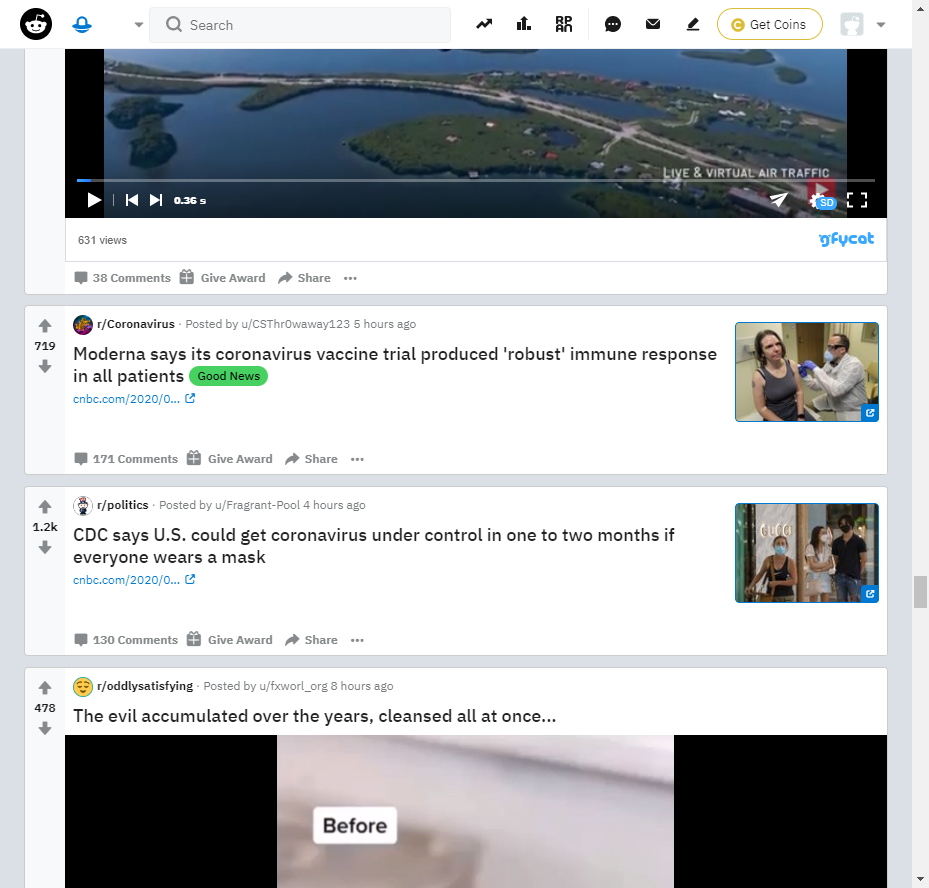 Search
Get Coins
LIVE & VIRTUAL AIR TRAFFIC
0.36 s
SD
631 views
gfycat
38 Comments Give Award Share
r/Coronavirus · Posted by u/CSThr0waway123 5 hours ago
719
Moderna says its coronavirus vaccine trial produced 'robust' immune response
in all patients Good News
cnbc.com/2020/0...
171 Comments Give Award Share
r/politics · Posted by u/Fragrant-Pool 4 hours ago
1.2k
CDC says U.S. could get coronavirus under control in one to two months if
everyone wears a mask
cnbc.com/2020/0...
GUCCI
130 Comments Give Award Share
r/oddlysatisfying · Posted by u/fxworl_org 8 hours ago
478
The evil accumulated over the years, cleansed all at once...
Before